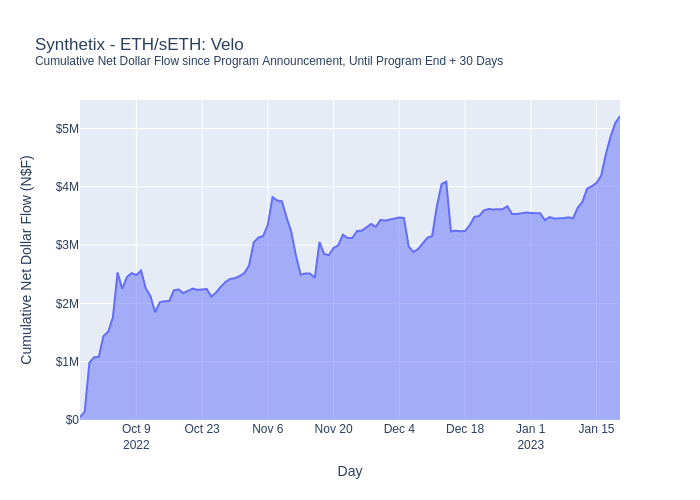 Synthetix - ETH/sETH: Velo
Cumulative Net Dollar Flow since Program Announcement, Until Program End + 30 Days
Cumulative Net Dollar Flow (N$F)
$5M
$4M
$3M
$2M
$1M
$0
Oct 9 Oct 23 Nov 6 Nov 20 Dec 4 Dec 18 Jan 1 Jan 15
2022 2023
Day